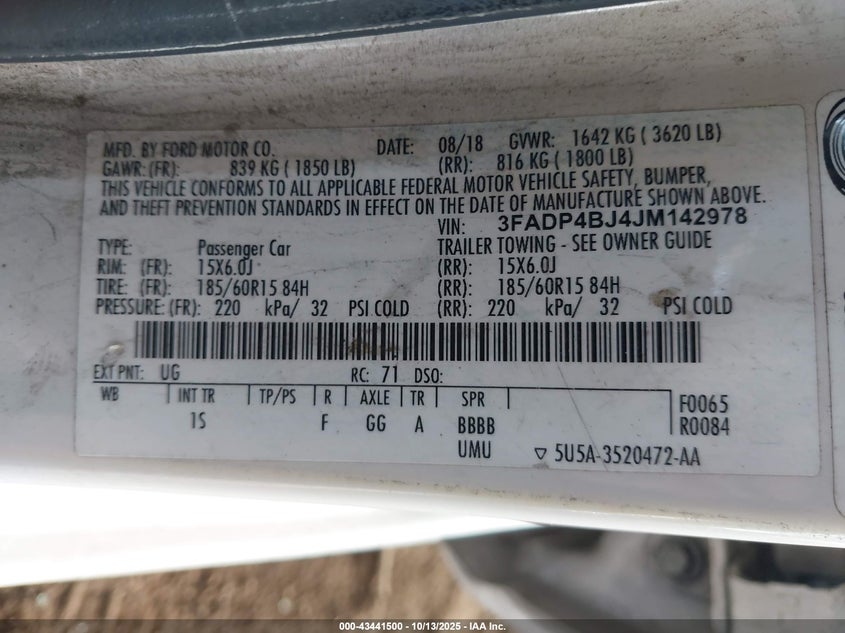 MFD. BY FORD MOTOR CO. DATE: 08/18 GVWR: 1642 KG ( 3620 LB)
GAWR: (FR): 839 KG ( 1850 LB) (RR): 816 KG ( 1800 LB)
THIS VEHICLE CONFORMS TO ALL APPLICABLE FEDERAL MOTOR VEHICLE SAFETY, BUMPER,
AND THEFT PREVENTION STANDARDS IN EFFECT ON THE DATE OF MANUFACTURE SHOWN ABOVE.
VIN: 3FADP4BJ4JM142978
TYPE: Passenger Car TRAILER TOWING - SEE OWNER GUIDE
RIM: (FR): 15X6.0J (RR): 15X6.0J
TIRE: (FR): 185/60R15 84H (RR): 185/60R15 84H
PRESSURE: (FR): 220 kPa/ 32 PSI COLD (RR): 220 kPa/ 32 PSI COLD
EXT PNT: UG RC: 71 DSO:
WB INT TR TP/PS R AXLE TR SPR F0065
1S F GG A BBBB R0084
UMU ▽ 5U5A-3520472-AA
000-43441500 - 10/13/2025 - IAA Inc.